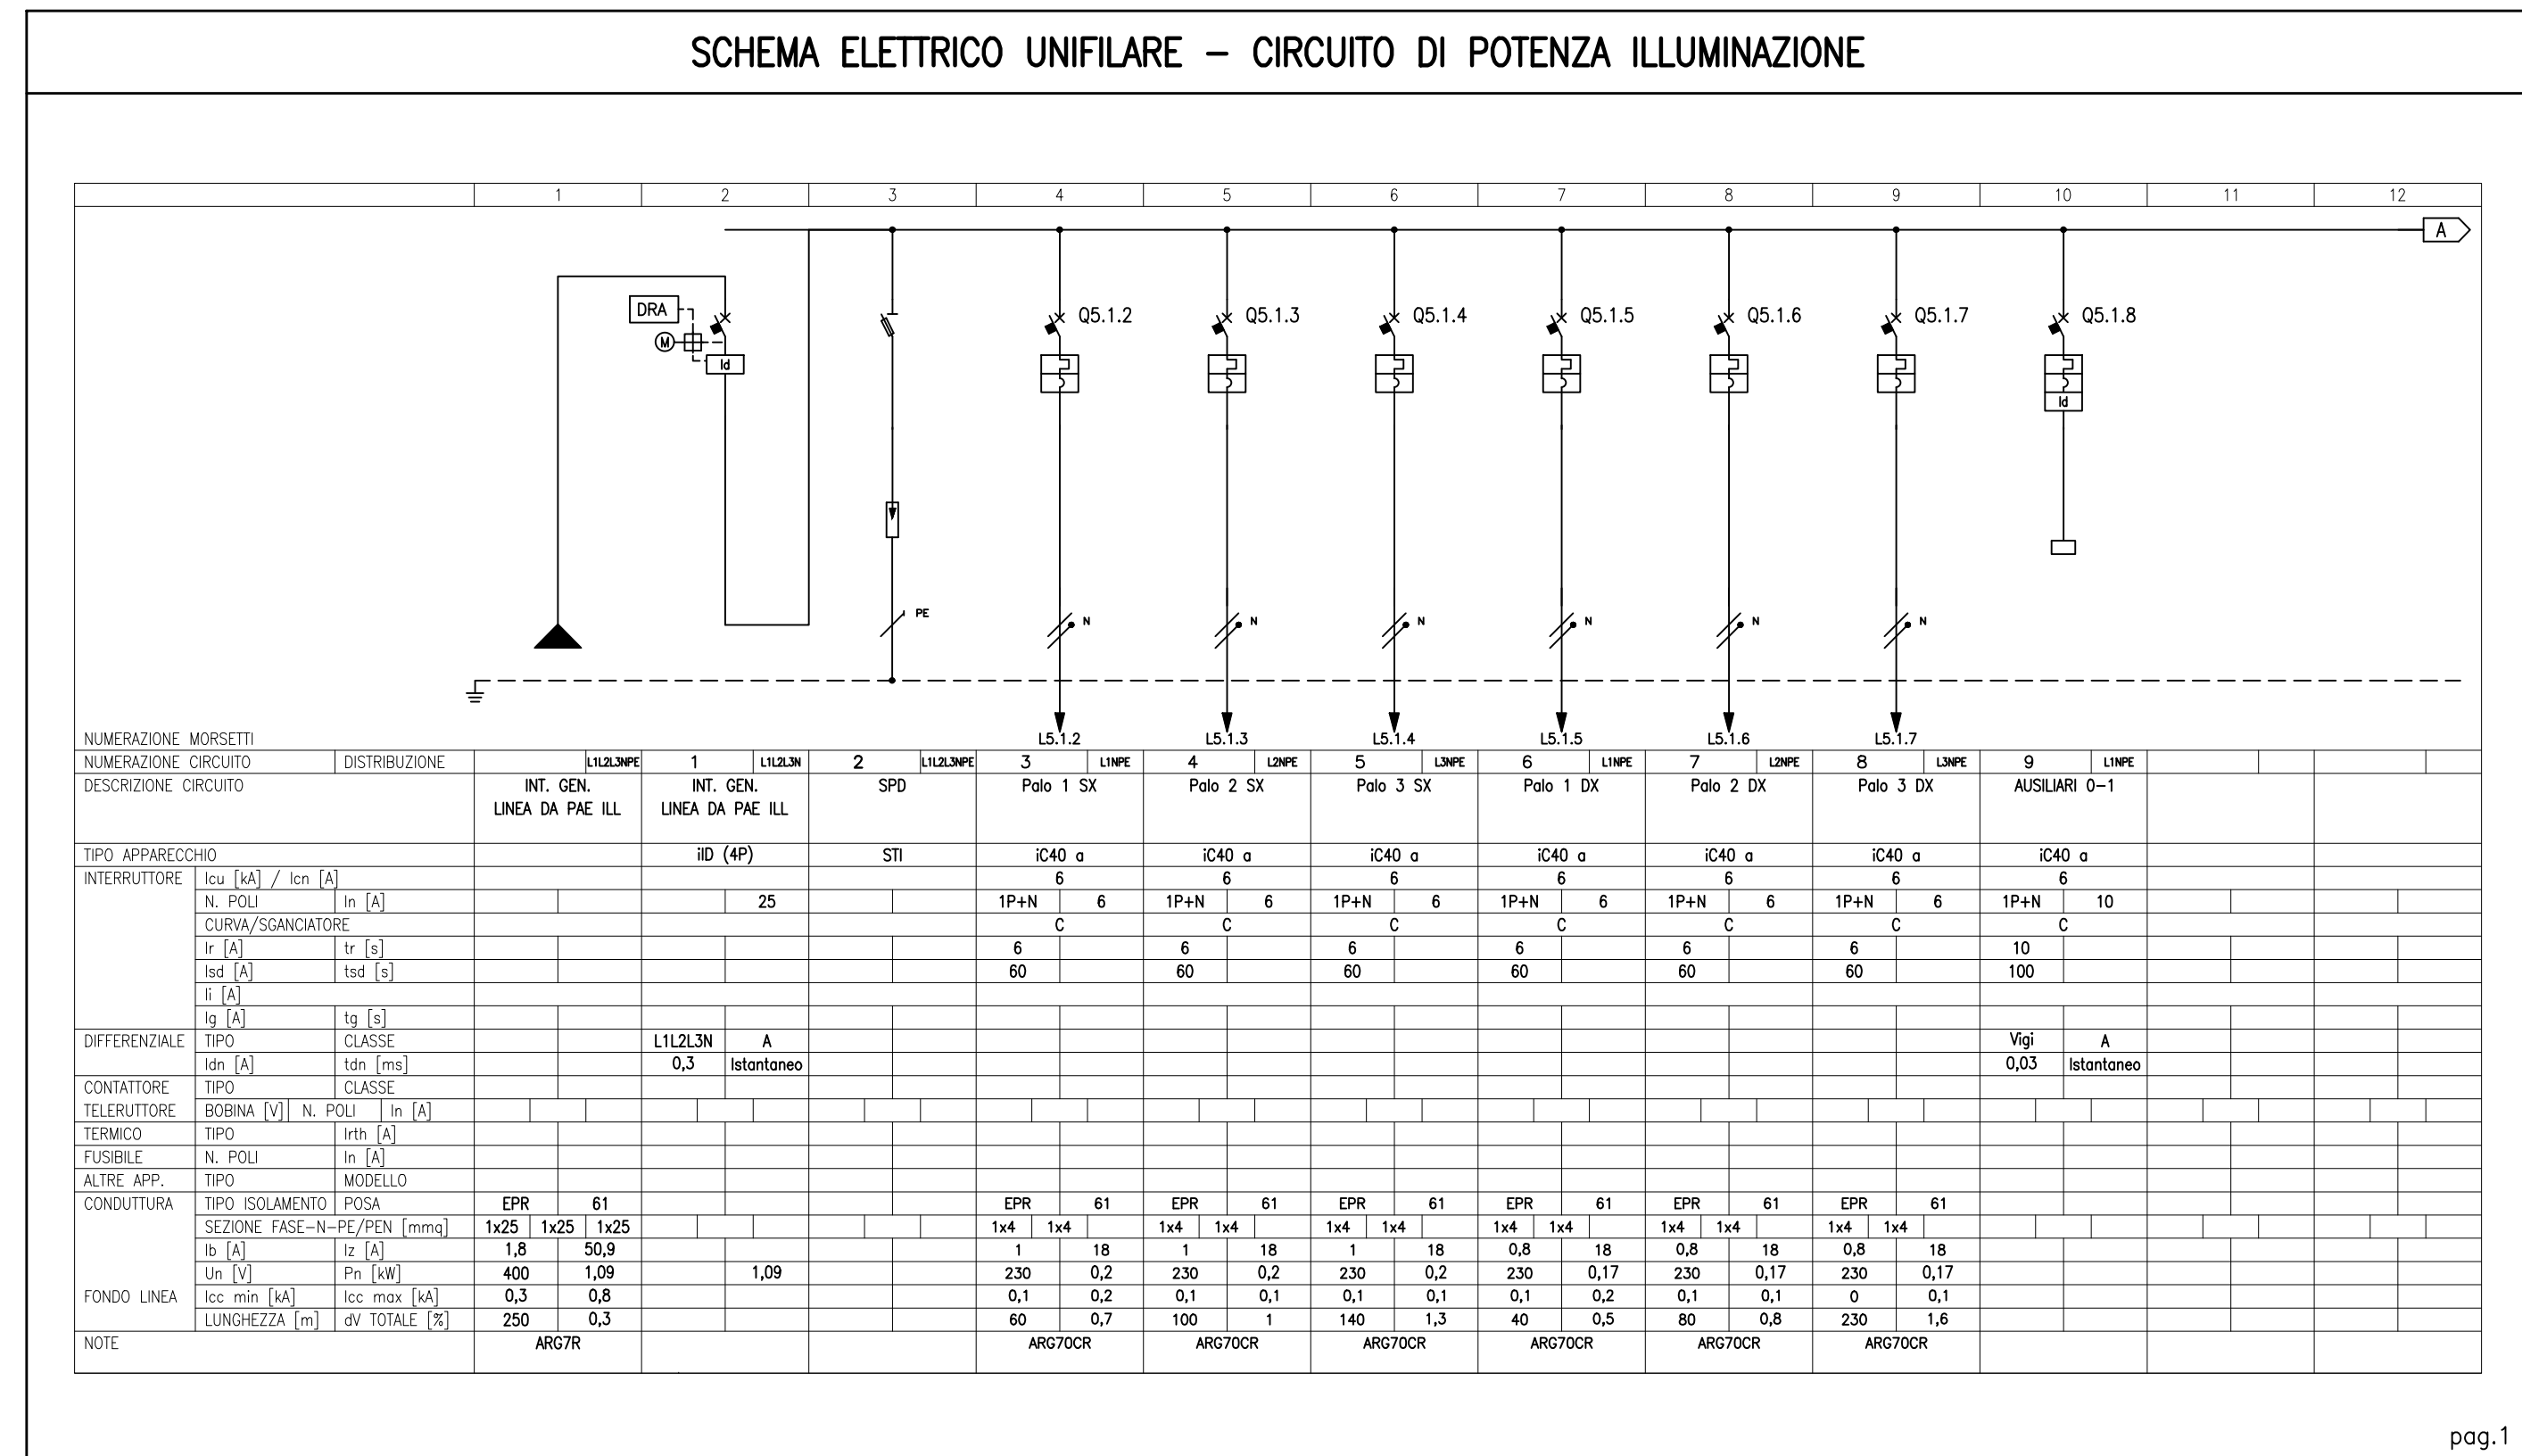 SCHEMA ELETTRICO UNIFILARE – CIRCUITO DI POTENZA ILLUMINAZIONE
1 2 3 4 5 6 7 8 9 10 11 12
A
DRA Q5.1.2 Q5.1.3 Q5.1.4 Q5.1.5 Q5.1.6 Q5.1.7 Q5.1.8
M
Id
Id
PE N N N N N N
NUMERAZIONE MORSETTI L5.1.2 L5.1.3 L5.1.4 L5.1.5 L5.1.6 L5.1.7
NUMERAZIONE CIRCUITO DISTRIBUZIONE L1L2L3NPE 1 L1L2L3N 2 L1L2L3NPE 3 L1NPE 4 L2NPE 5 L3NPE 6 L1NPE 7 L2NPE 8 L3NPE 9 L1NPE
DESCRIZIONE CIRCUITO INT. GEN. INT. GEN. SPD Palo 1 SX Palo 2 SX Palo 3 SX Palo 1 DX Palo 2 DX Palo 3 DX AUSILIARI 0-1
LINEA DA PAE ILL LINEA DA PAE ILL
TIPO APPARECCHIO iID (4P) STI iC40 a iC40 a iC40 a iC40 a iC40 a iC40 a iC40 a
INTERRUTTORE Icu [kA] / Icn [A] 6 6 6 6 6 6 6
N. POLI In [A] 25 1P+N 6 1P+N 6 1P+N 6 1P+N 6 1P+N 6 1P+N 6 1P+N 10
CURVA/SGANCIATORE C C C C C C C
Ir [A] tr [s] 6 6 6 6 6 6 10
Isd [A] tsd [s] 60 60 60 60 60 60 100
Ii [A]
Ig [A] tg [s]
DIFFERENZIALE TIPO CLASSE L1L2L3N A Vigi A
Idn [A] tdn [ms] 0,3 Istantaneo 0,03 Istantaneo
CONTATTORE TIPO CLASSE
TELERUTTORE BOBINA [V] N. POLI In [A]
TERMICO TIPO Irth [A]
FUSIBILE N. POLI In [A]
ALTRE APP. TIPO MODELLO
CONDUTTURA TIPO ISOLAMENTO POSA EPR 61 EPR 61 EPR 61 EPR 61 EPR 61 EPR 61 EPR 61
SEZIONE FASE-N-PE/PEN [mmq] 1x25 1x25 1x25 1x4 1x4 1x4 1x4 1x4 1x4 1x4 1x4 1x4 1x4 1x4 1x4
Ib [A] Iz [A] 1,8 50,9 1 18 1 18 1 18 0,8 18 0,8 18 0,8 18
Un [V] Pn [kW] 400 1,09 1,09 230 0,2 230 0,2 230 0,2 230 0,17 230 0,17 230 0,17
FONDO LINEA Icc min [kA] Icc max [kA] 0,3 0,8 0,1 0,2 0,1 0,1 0,1 0,1 0,1 0,2 0,1 0,1 0 0,1
LUNGHEZZA [m] dV TOTALE [%] 250 0,3 60 0,7 100 1 140 1,3 40 0,5 80 0,8 230 1,6
NOTE ARG7R ARG7OCR ARG7OCR ARG7OCR ARG7OCR ARG7OCR ARG7OCR
pag.1